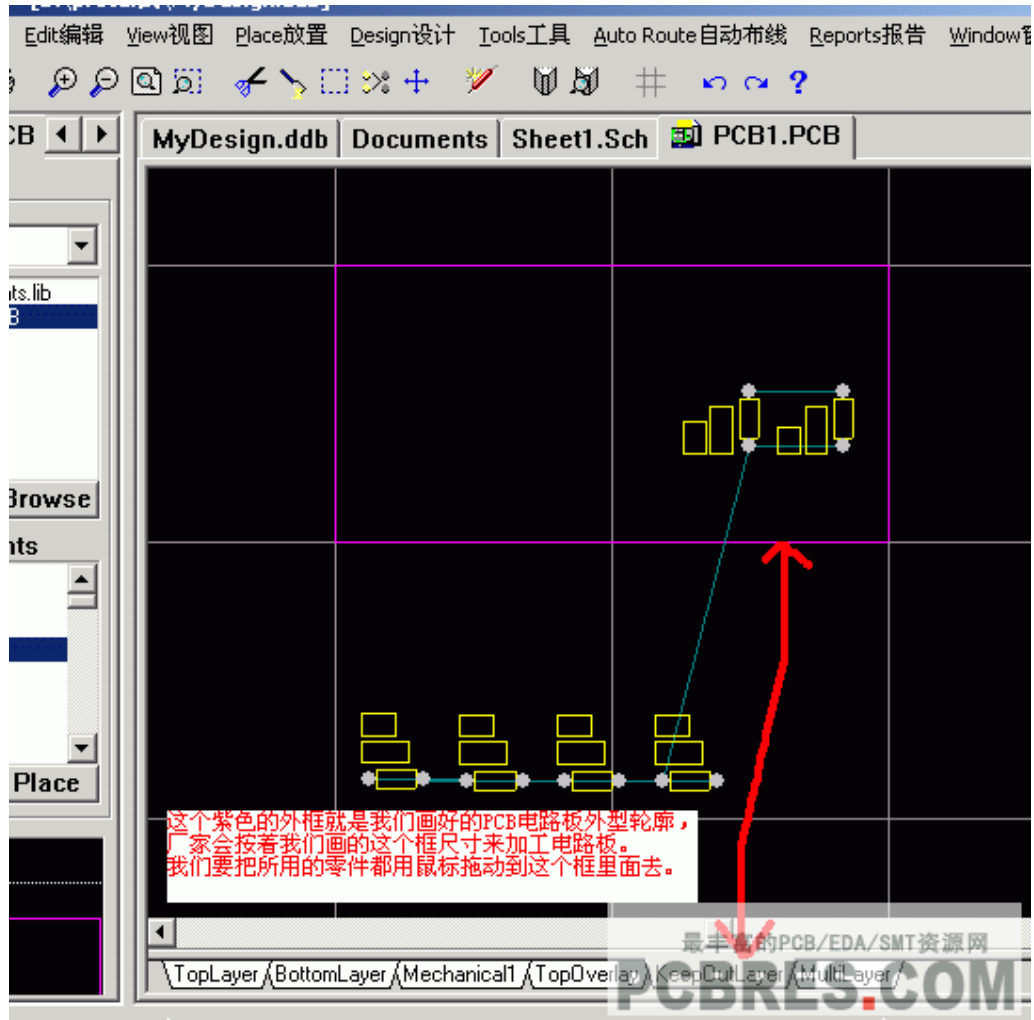 Edit编辑 View视图 Place放置 Design设计 Tools工具 Auto Route自动布线 Reports报告 Window
MyDesign.ddb Documents Sheet1.Sch PCB1.PCB
nts.lib
Browse
nts
Place
这个紫色的外框就是我们画好的PCB电路板外型轮廓，
厂家会按着我们画的这个框尺寸来加工电路板。
我们要把所用的零件都用鼠标拖动到这个框里面去。
最丰富的PCB/EDA/SMT资源网
TopLayer BottomLayer Mechanical1 TopOverlay KeepOutLayer MultiLayer
PCBRES.COM